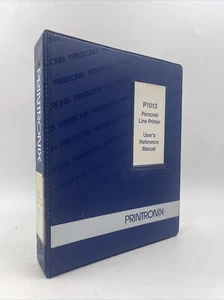 PRINTRONIX
P1013
Personal
Line Printer
User's
Reference
Manual
PRINTRONIX